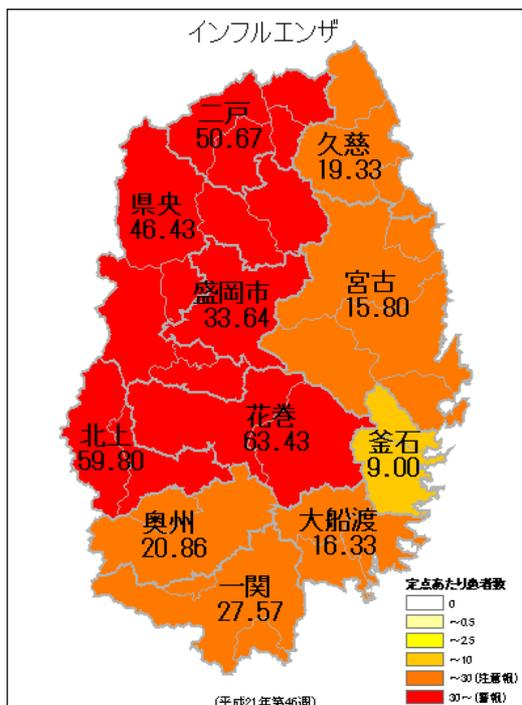 インフルエンザ
二戸
50.67
久慈
19.33
県央
46.43
盛岡市
33.64
宮古
15.80
花巻
63.43
北上
59.80
釜石
9.00
奥州
20.86
大船渡
16.33
一関
27.57
定点あたり患者数
0
～0.5
～2.5
～10
～30(注意報)
30～(警報)
(平成21年第46週)